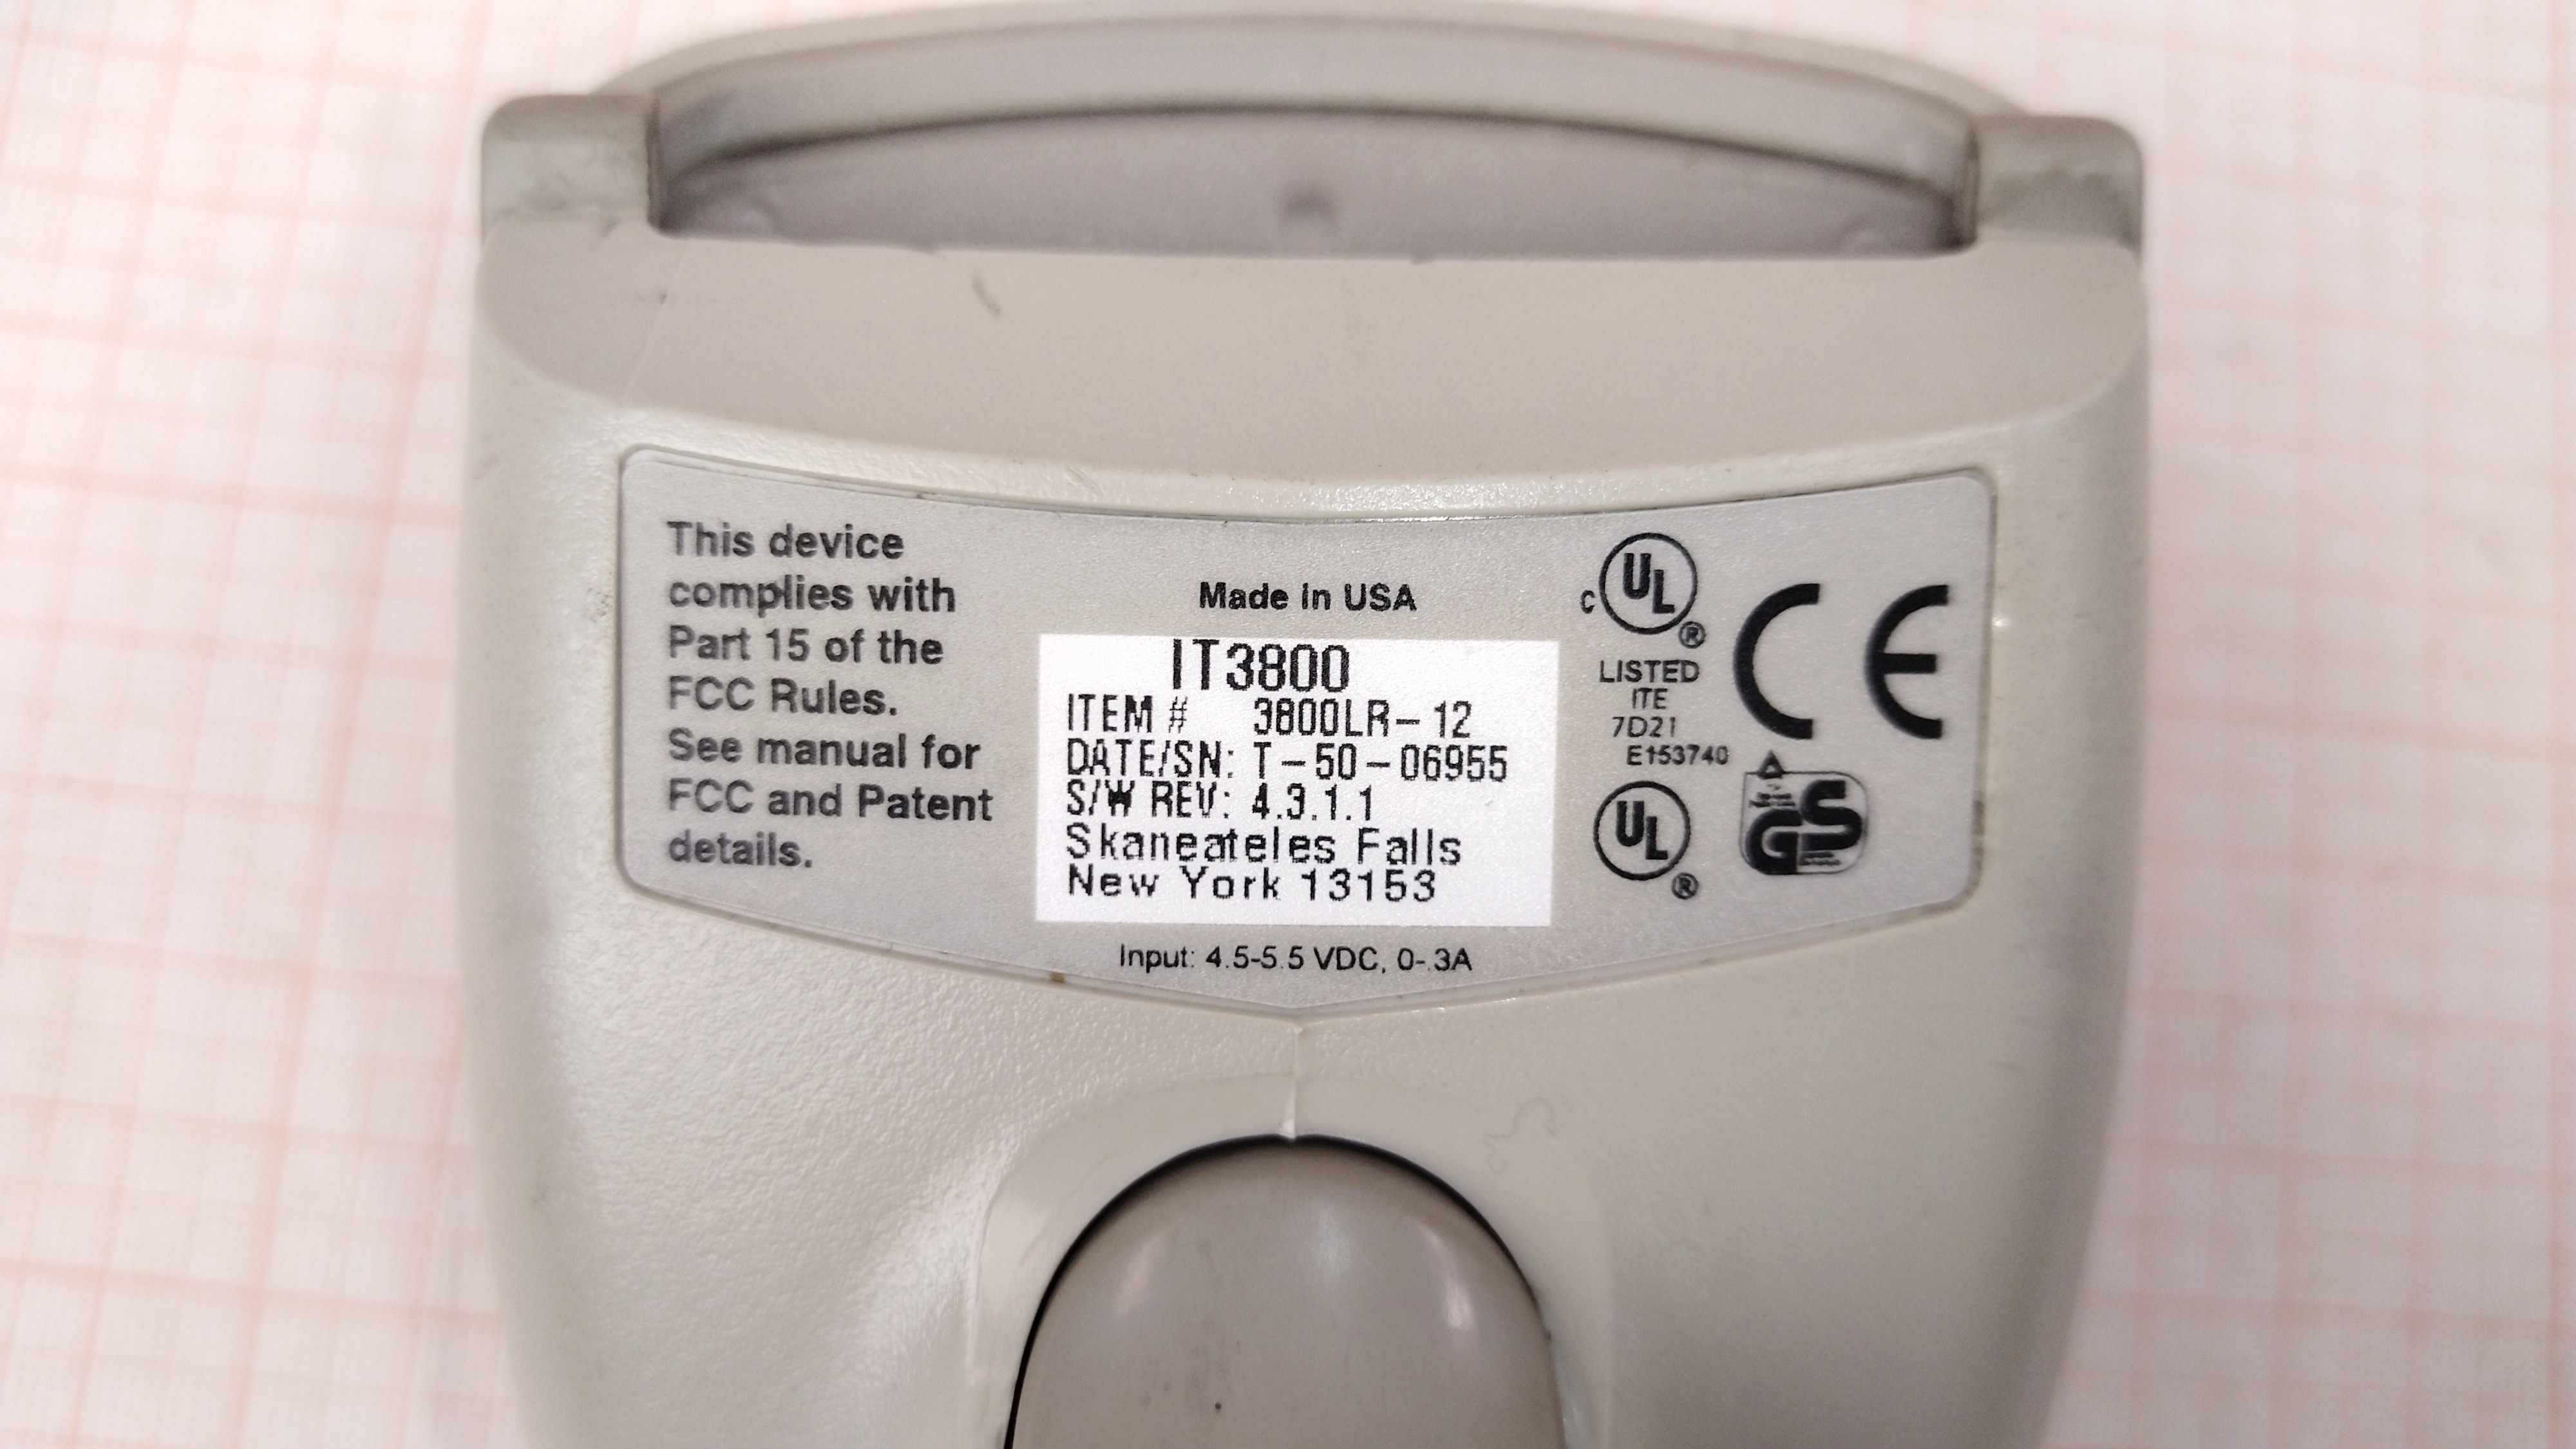 This device
complies with
Part 15 of the
FCC Rules.
See manual for
FCC and Patent
details.
Made in USA
IT3800
ITEM # 3800LR-12
DATE/SN: T-50-06955
S/W REV: 4.3.1.1
Skaneateles Falls
New York 13153
Input: 4.5-5.5 VDC, 0-.3A
C UL ®
LISTED
ITE
7D21
E153740
UL ®
CE
GS